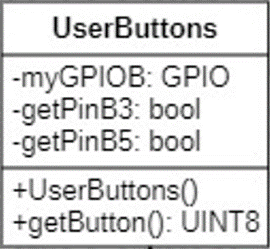 UserButtons
-myGPIOB: GPIO
-getPinB3: bool
-getPinB5: bool
+UserButtons()
+getButton(): UINT8